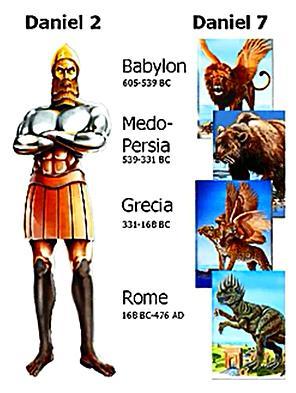 Daniel 2
Daniel 7
Babylon
605-539 BC
Medo-
Persia
539-331 BC
Grecia
331-168 BC
Rome
168 BC-476 AD